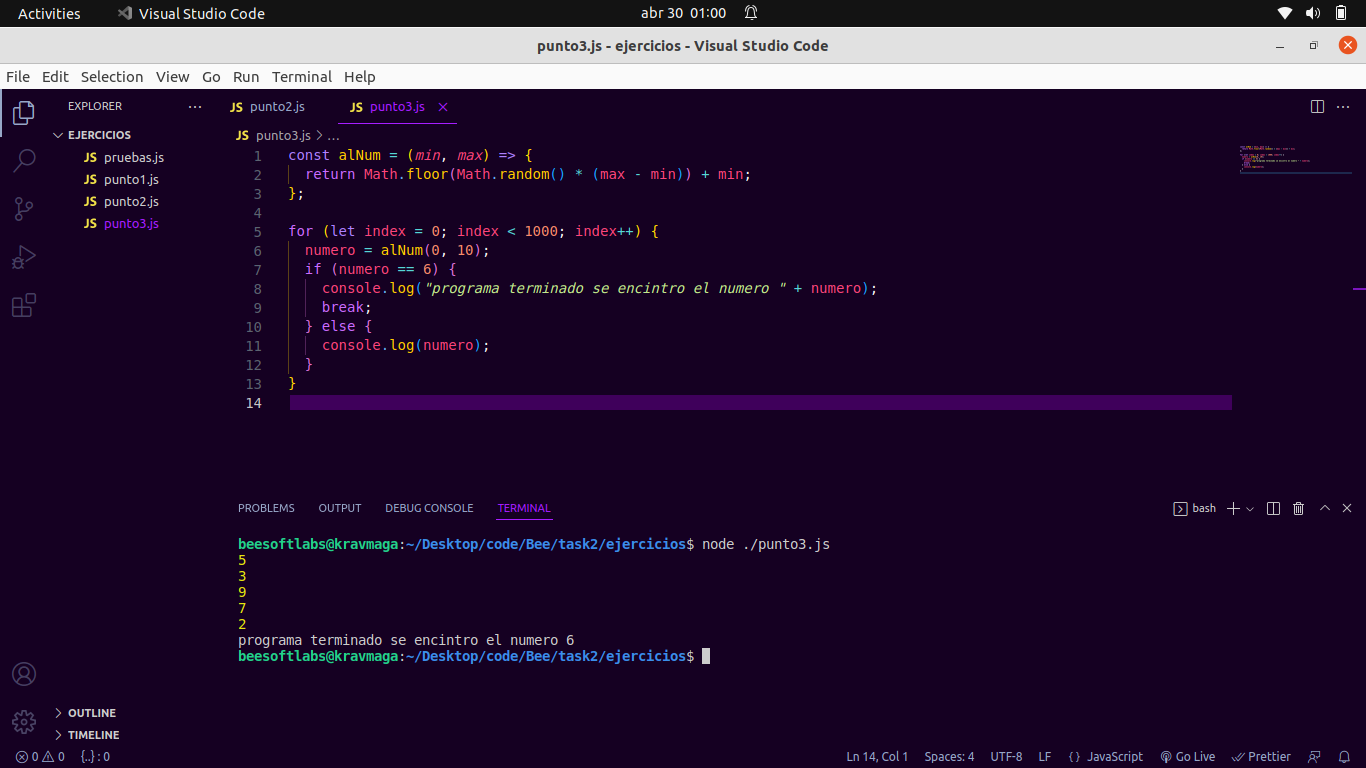 Activities Visual Studio Code abr 30 01:00
punto3.js - ejercicios - Visual Studio Code
File Edit Selection View Go Run Terminal Help
EXPLORER ...
EJERCICIOS
JS pruebas.js
JS punto1.js
JS punto2.js
JS punto3.js
OUTLINE
TIMELINE
JS punto2.js JS punto3.js
JS punto3.js > ...
1 const alNum = (min, max) => {
2 return Math.floor(Math.random() * (max - min)) + min;
3 };
4
5 for (let index = 0; index < 1000; index++) {
6 numero = alNum(0, 10);
7 if (numero == 6) {
8 console.log("programa terminado se encintro el numero " + numero);
9 break;
10 } else {
11 console.log(numero);
12 }
13 }
14
PROBLEMS OUTPUT DEBUG CONSOLE TERMINAL bash
beesoftlabs@kravmaga:~/Desktop/code/Bee/task2/ejercicios$ node ./punto3.js
5
3
9
7
2
programa terminado se encintro el numero 6
beesoftlabs@kravmaga:~/Desktop/code/Bee/task2/ejercicios$
0 0 {..} : 0 Ln 14, Col 1 Spaces: 4 UTF-8 LF {} JavaScript Go Live Prettier